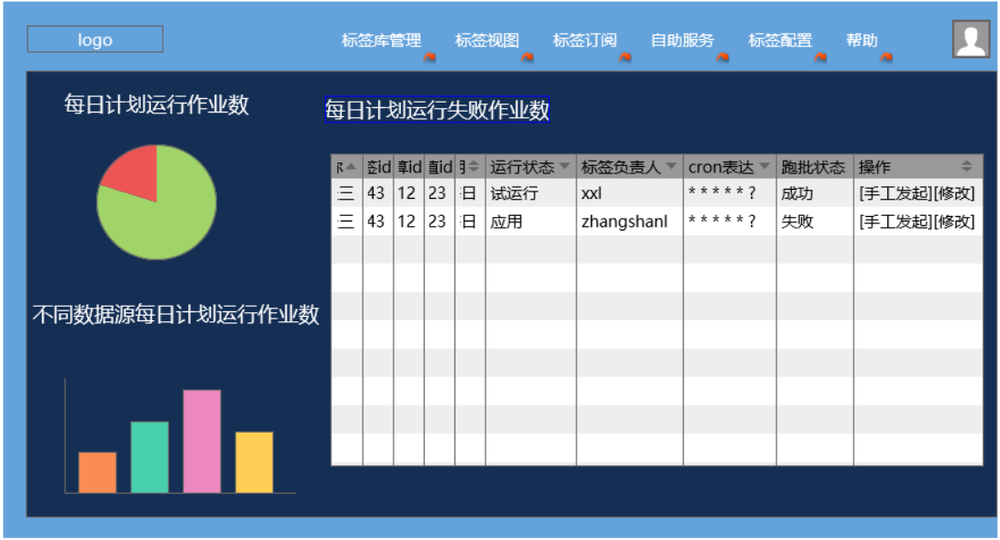 logo
标签库管理 标签视图 标签订阅 自助服务 标签配置 帮助
每日计划运行作业数
每日计划运行失败作业数
id id id 运行状态 标签负责人 cron表达 跑批状态 操作
三 43 12 23 日 试运行 xxl * * * * * ? 成功 [手工发起][修改]
三 43 12 23 日 应用 zhangshanl * * * * * ? 失败 [手工发起][修改]
不同数据源每日计划运行作业数